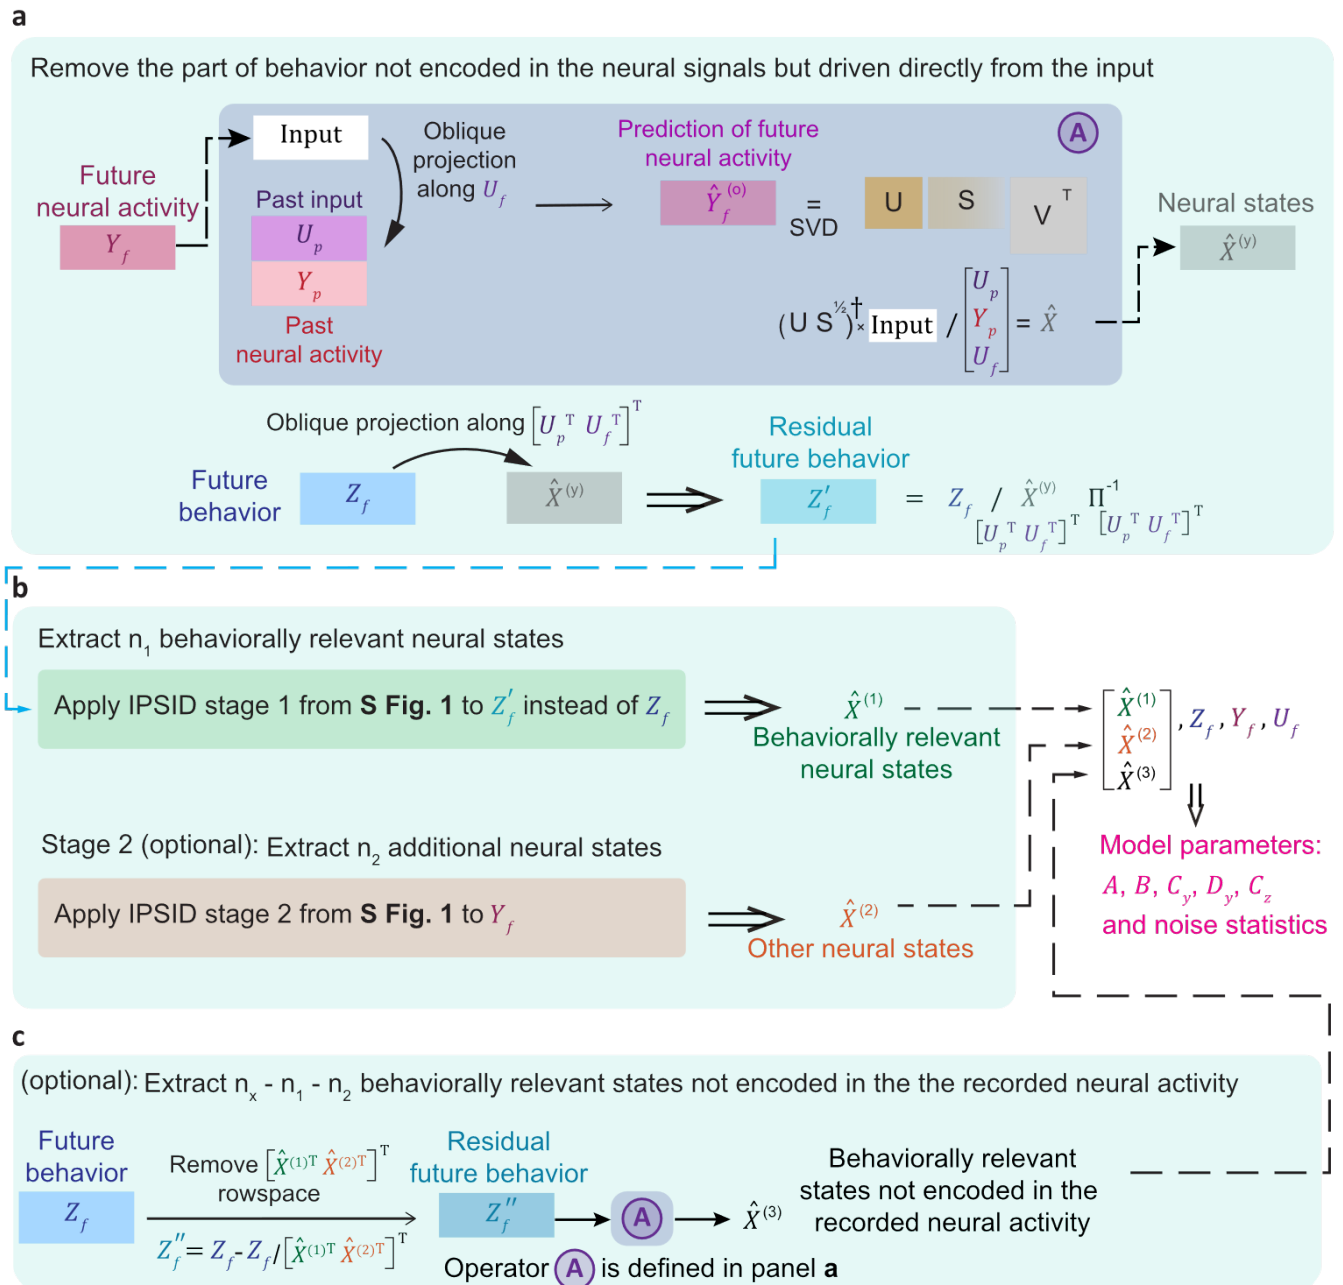 a
Remove the part of behavior not encoded in the neural signals but driven directly from the input
Future
neural activity
Y_f
Input
Past input
U_p
Y_p
Past
neural activity
Oblique
projection
along U_f
Prediction of future
neural activity
Ŷ_f^(o)
=
SVD
U
S
V^T
A
(U S^½)^† × Input / [U_p Y_p U_f] = X̂
Neural states
X̂^(y)
Oblique projection along [U_p^T U_f^T]^T
Future
behavior
Z_f
X̂^(y)
Residual
future behavior
Z′_f
= Z_f / X̂^(y) Π^-1
[U_p^T U_f^T]^T [U_p^T U_f^T]^T
b
Extract n_1 behaviorally relevant neural states
Apply IPSID stage 1 from S Fig. 1 to Z′_f instead of Z_f
X̂^(1)
Behaviorally relevant
neural states
Stage 2 (optional): Extract n_2 additional neural states
Apply IPSID stage 2 from S Fig. 1 to Y_f
X̂^(2)
Other neural states
[X̂^(1) X̂^(2) X̂^(3)], Z_f, Y_f, U_f
Model parameters:
A, B, C_y, D_y, C_z
and noise statistics
c
(optional): Extract n_x - n_1 - n_2 behaviorally relevant states not encoded in the the recorded neural activity
Future
behavior
Z_f
Remove [X̂^(1)T X̂^(2)T]^T
rowspace
Z″_f = Z_f - Z_f/[X̂^(1)T X̂^(2)T]^T
Residual
future behavior
Z″_f
A
X̂^(3)
Behaviorally relevant
states not encoded in the
recorded neural activity
Operator A is defined in panel a